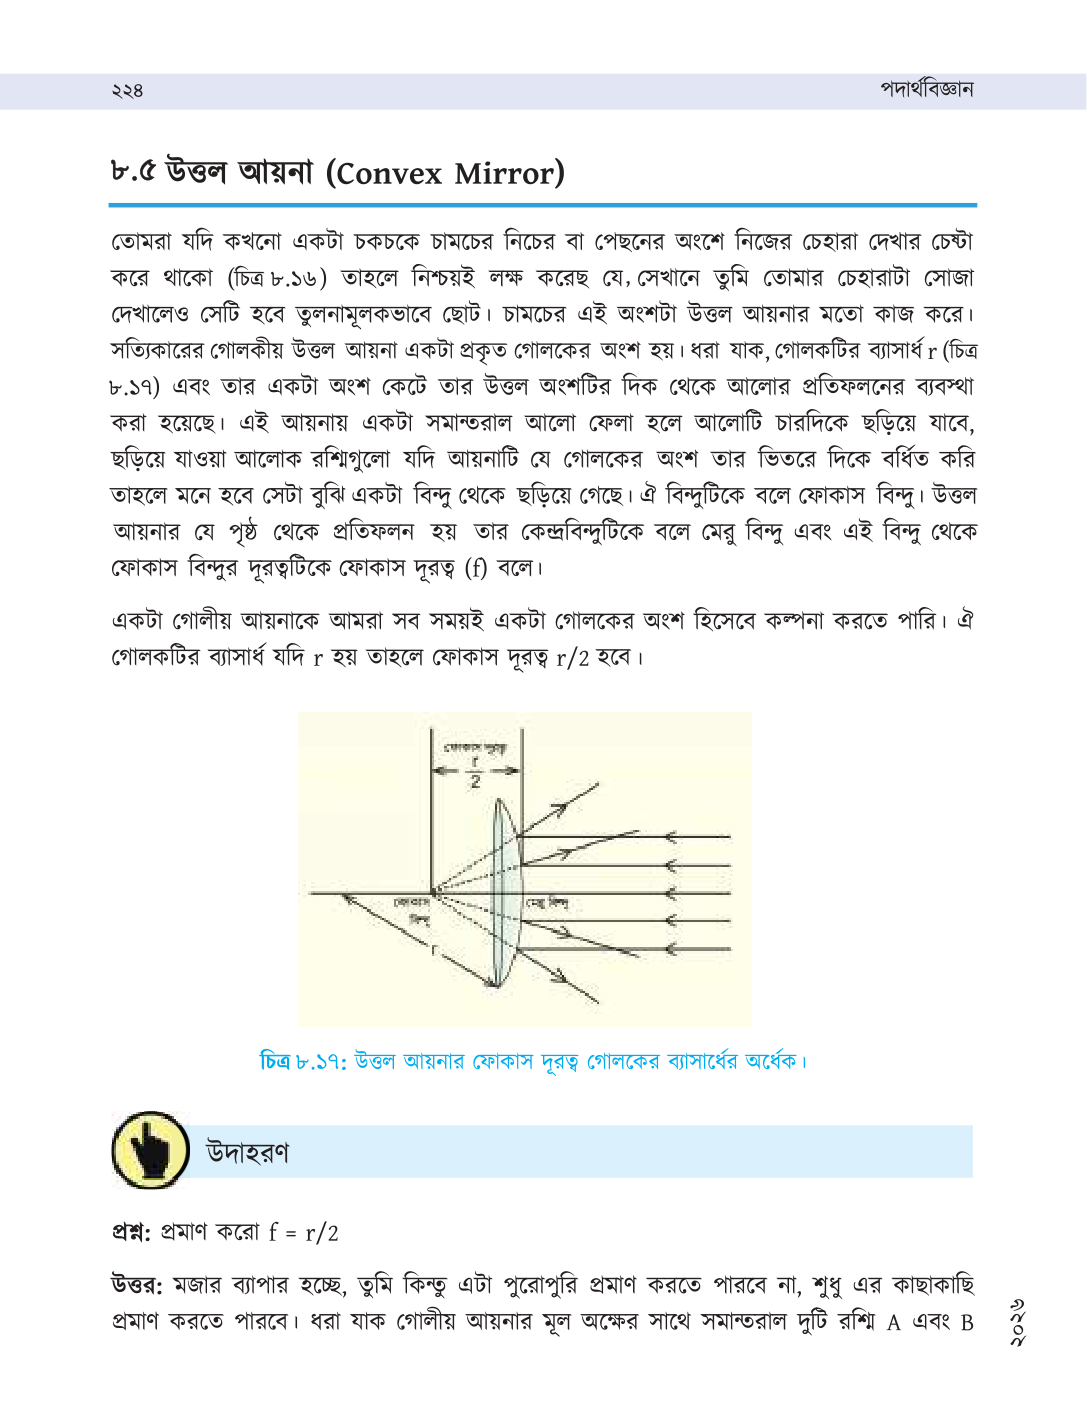 ২২৪
পদার্থবিজ্ঞান
৮.৫ উত্তল আয়না (Convex Mirror)
তোমরা যদি কখনো একটা চকচকে চামচের নিচের বা পেছনের অংশে নিজের চেহারা দেখার চেষ্টা
করে থাকো (চিত্র ৮.১৬) তাহলে নিশ্চয়ই লক্ষ করেছ যে, সেখানে তুমি তোমার চেহারাটা সোজা
দেখালেও সেটি হবে তুলনামূলকভাবে ছোট। চামচের এই অংশটা উত্তল আয়নার মতো কাজ করে।
সত্যিকারের গোলকীয় উত্তল আয়না একটা প্রকৃত গোলকের অংশ হয়। ধরা যাক, গোলকটির ব্যাসার্ধ r (চিত্র
৮.১৭) এবং তার একটা অংশ কেটে তার উত্তল অংশটির দিক থেকে আলোর প্রতিফলনের ব্যবস্থা
করা হয়েছে। এই আয়নায় একটা সমান্তরাল আলো ফেলা হলে আলোটি চারদিকে ছড়িয়ে যাবে,
ছড়িয়ে যাওয়া আলোক রশ্মিগুলো যদি আয়নাটি যে গোলকের অংশ তার ভিতরে দিকে বর্ধিত করি
তাহলে মনে হবে সেটা বুঝি একটা বিন্দু থেকে ছড়িয়ে গেছে। ঐ বিন্দুটিকে বলে ফোকাস বিন্দু। উত্তল
আয়নার যে পৃষ্ঠ থেকে প্রতিফলন হয় তার কেন্দ্রবিন্দুটিকে বলে মেরু বিন্দু এবং এই বিন্দু থেকে
ফোকাস বিন্দুর দূরত্বটিকে ফোকাস দূরত্ব (f) বলে।
একটা গোলীয় আয়নাকে আমরা সব সময়ই একটা গোলকের অংশ হিসেবে কল্পনা করতে পারি। ঐ
গোলকটির ব্যাসার্ধ যদি r হয় তাহলে ফোকাস দূরত্ব r/2 হবে।
ফোকাস দূরত্ব
r
2
ফোকাস
বিন্দু
মেরু বিন্দু
r
চিত্র ৮.১৭: উত্তল আয়নার ফোকাস দূরত্ব গোলকের ব্যাসার্ধের অর্ধেক।
উদাহরণ
প্রশ্ন: প্রমাণ করো f = r/2
উত্তর: মজার ব্যাপার হচ্ছে, তুমি কিন্তু এটা পুরোপুরি প্রমাণ করতে পারবে না, শুধু এর কাছাকাছি
প্রমাণ করতে পারবে। ধরা যাক গোলীয় আয়নার মূল অক্ষের সাথে সমান্তরাল দুটি রশ্মি A এবং B
২০২৬